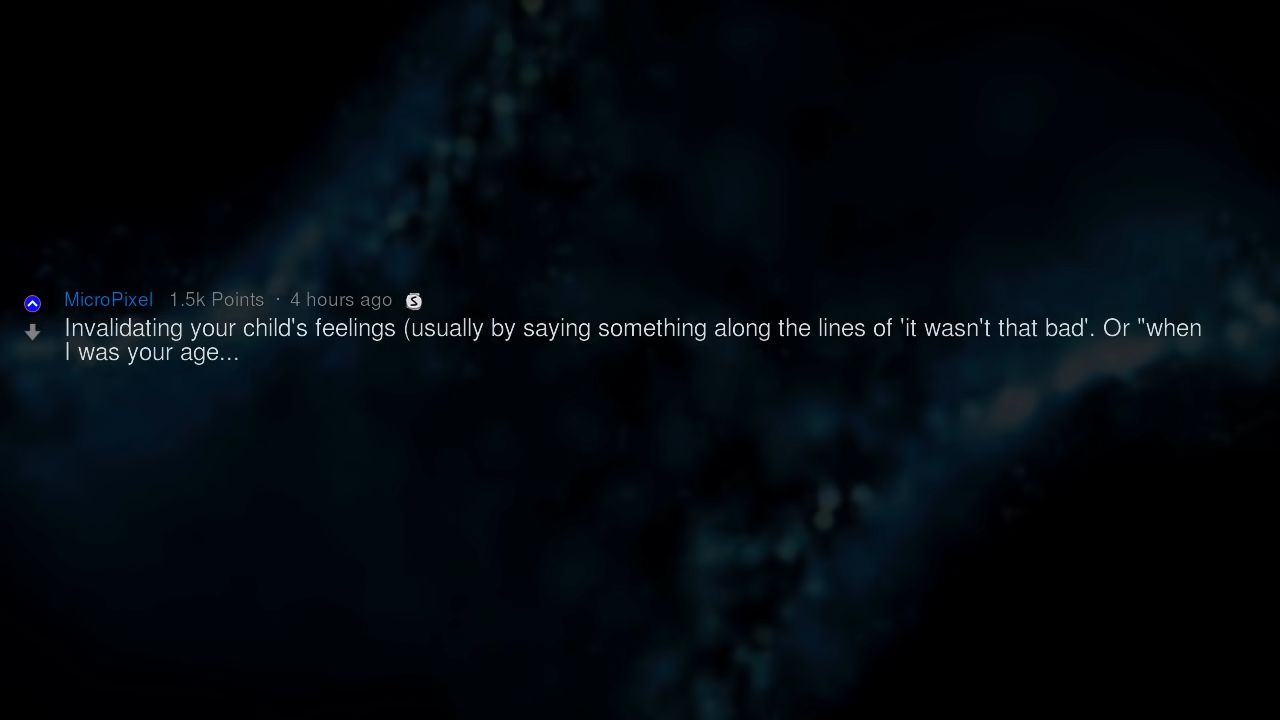 MicroPixel 1.5k Points · 4 hours ago S
Invalidating your child's feelings (usually by saying something along the lines of 'it wasn't that bad'. Or "when
I was your age...